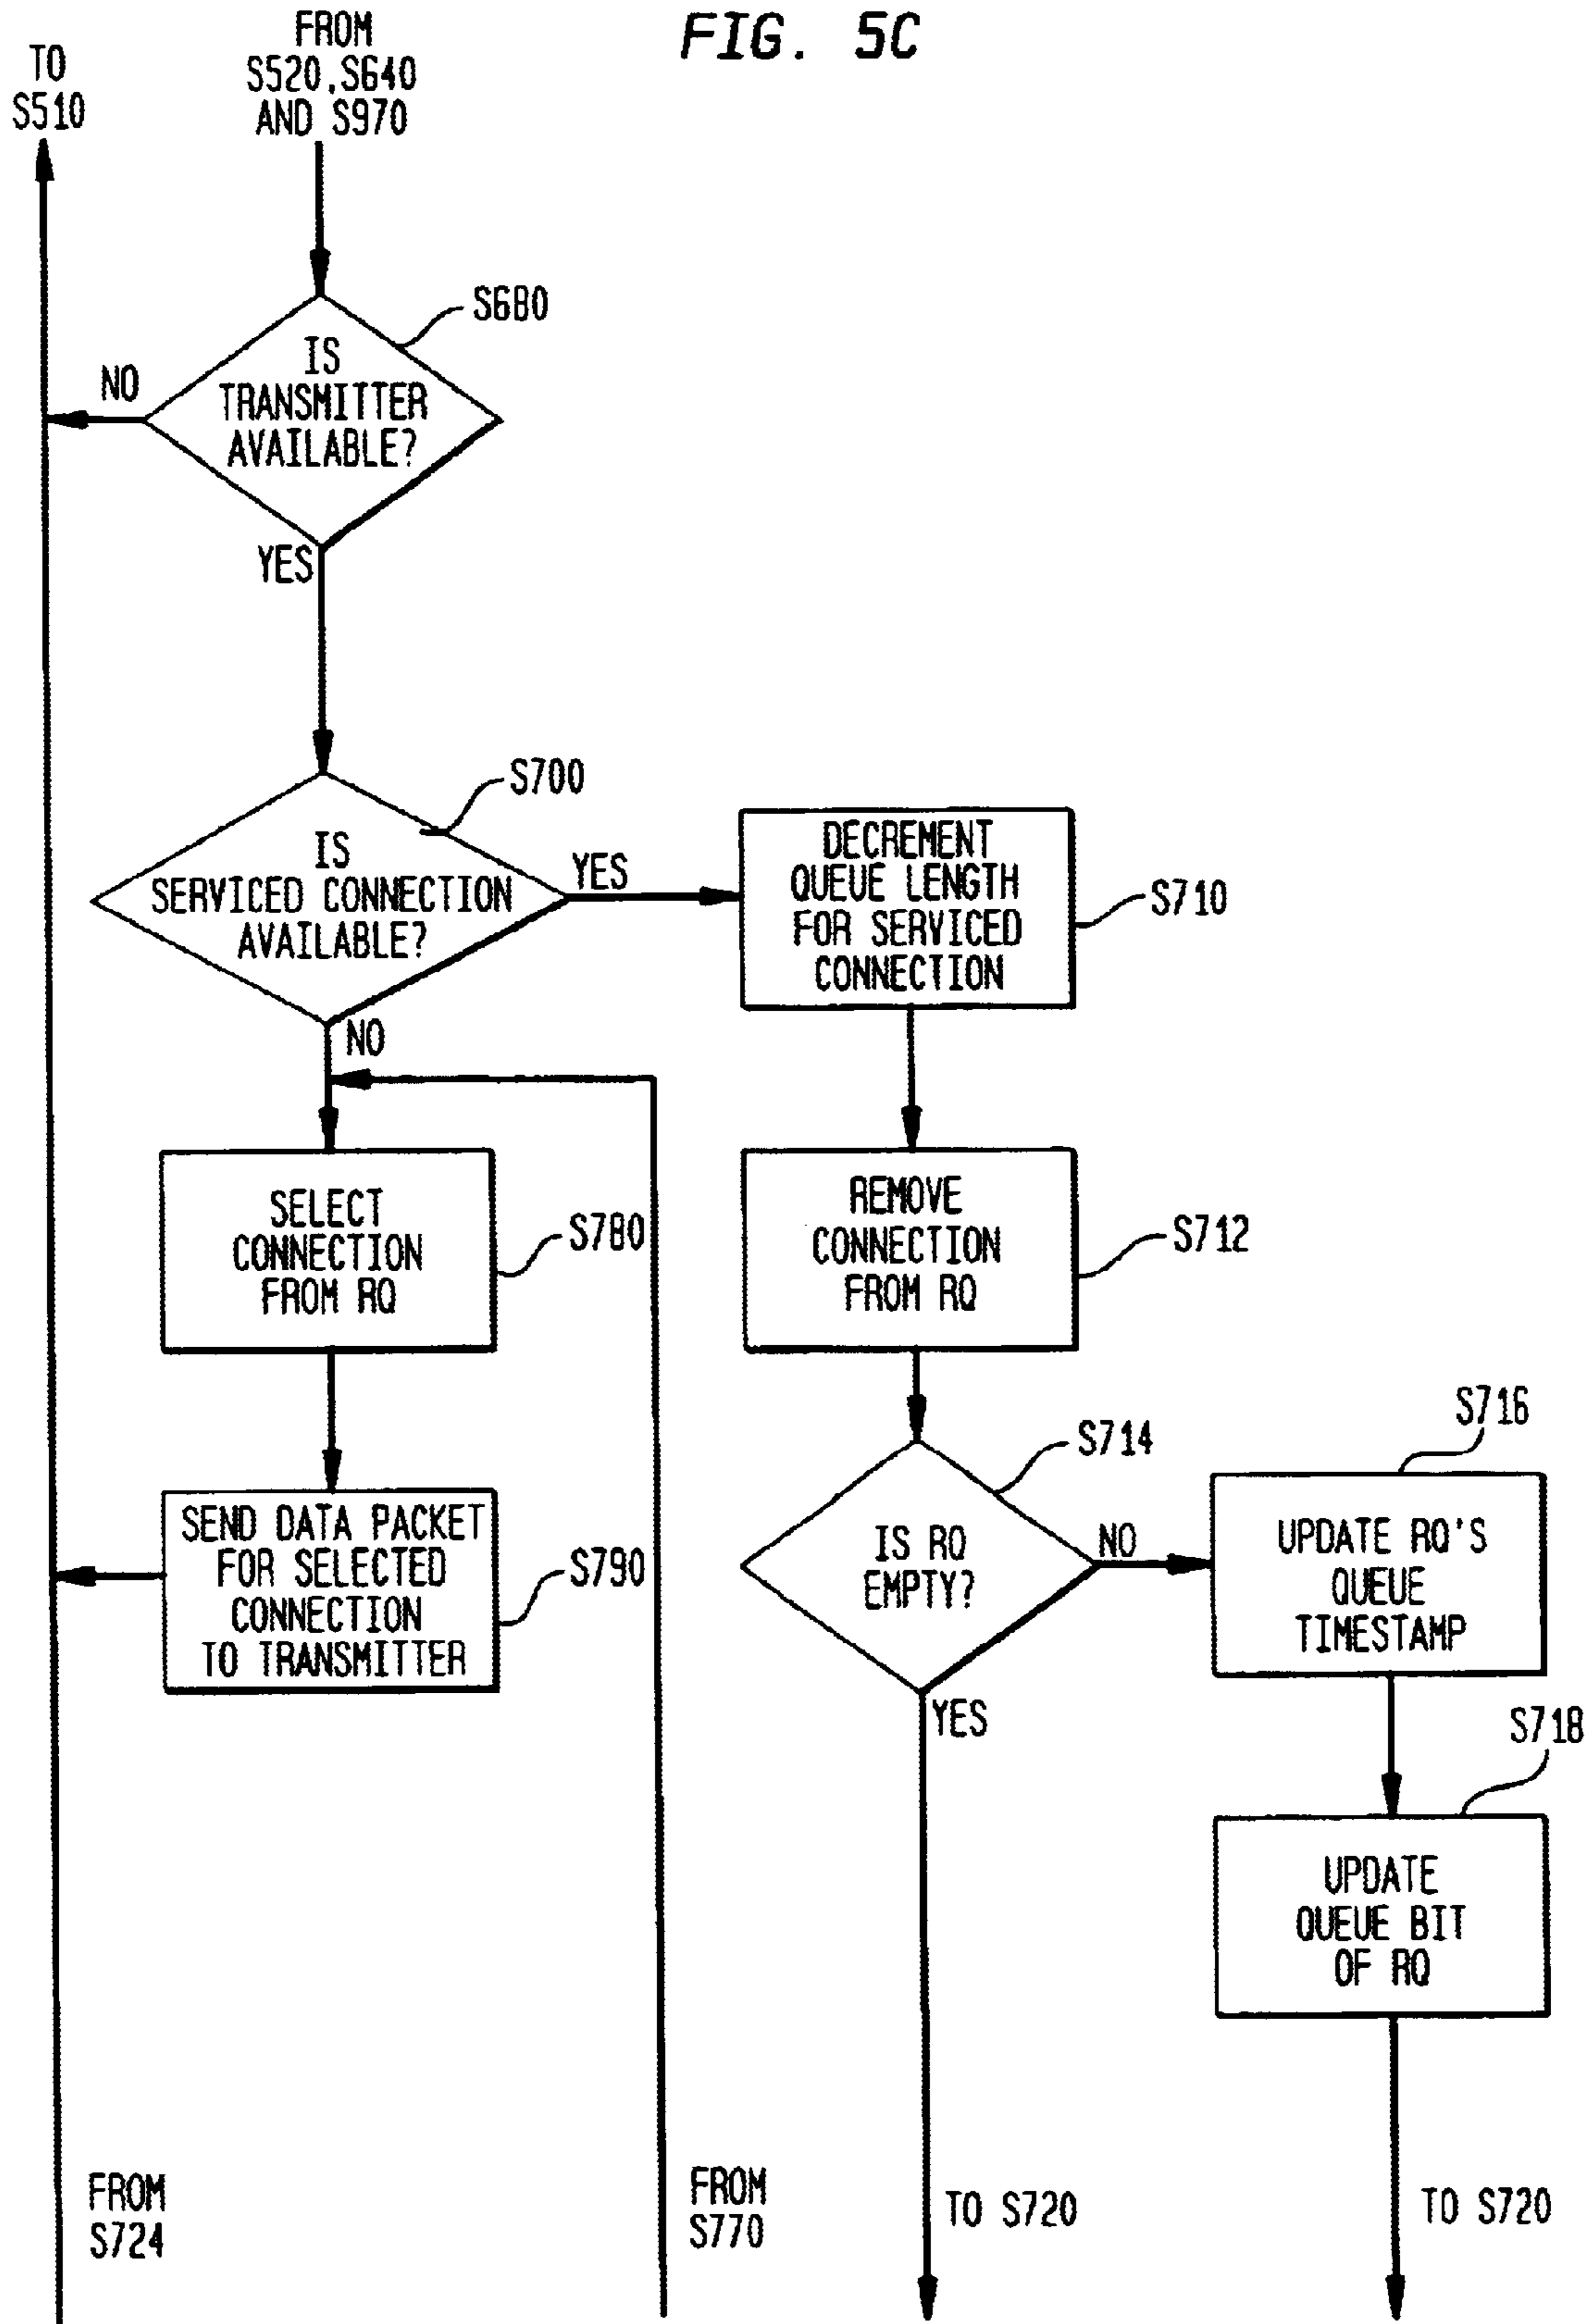 FIG. 5C
TO
S510
FROM
S520,S640
AND S970
S680
IS
TRANSMITTER
AVAILABLE?
NO
YES
S700
IS
SERVICED CONNECTION
AVAILABLE?
YES
NO
DECREMENT
QUEUE LENGTH
FOR SERVICED
CONNECTION
S710
SELECT
CONNECTION
FROM RQ
S780
REMOVE
CONNECTION
FROM RQ
S712
SEND DATA PACKET
FOR SELECTED
CONNECTION
TO TRANSMITTER
S790
S714
IS RQ
EMPTY?
NO
YES
S716
UPDATE RQ'S
QUEUE
TIMESTAMP
S718
UPDATE
QUEUE BIT
OF RQ
FROM
S724
FROM
S770
TO S720
TO S720